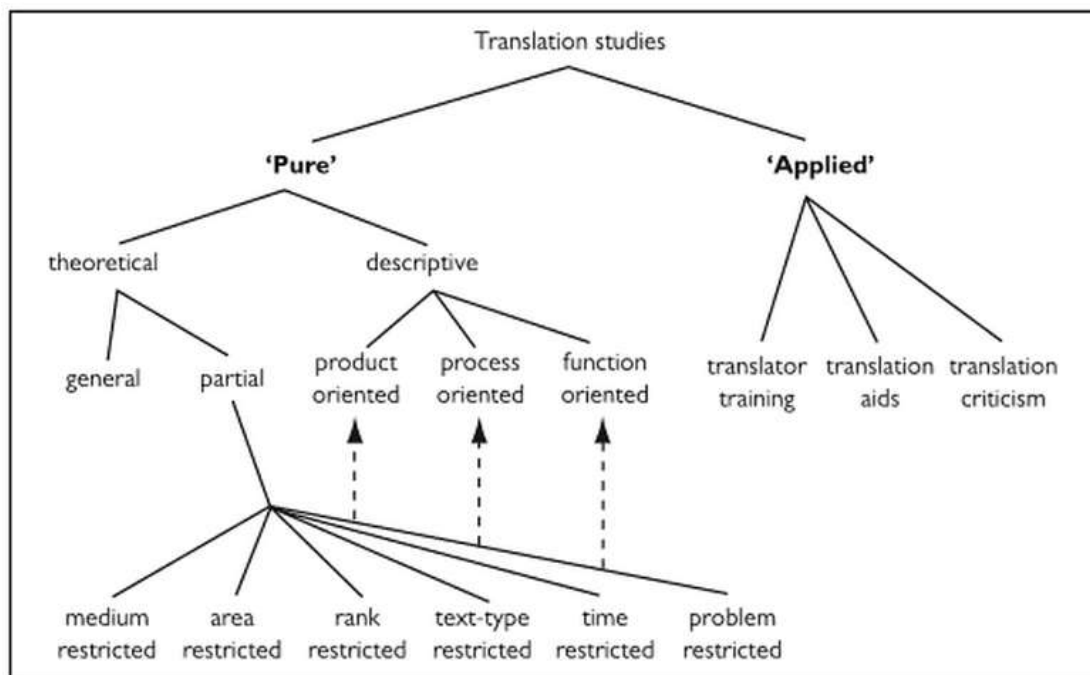 Translation studies
‘Pure’
‘Applied’
theoretical
descriptive
general
partial
product
oriented
process
oriented
function
oriented
translator
training
translation
aids
translation
criticism
medium
restricted
area
restricted
rank
restricted
text-type
restricted
time
restricted
problem
restricted